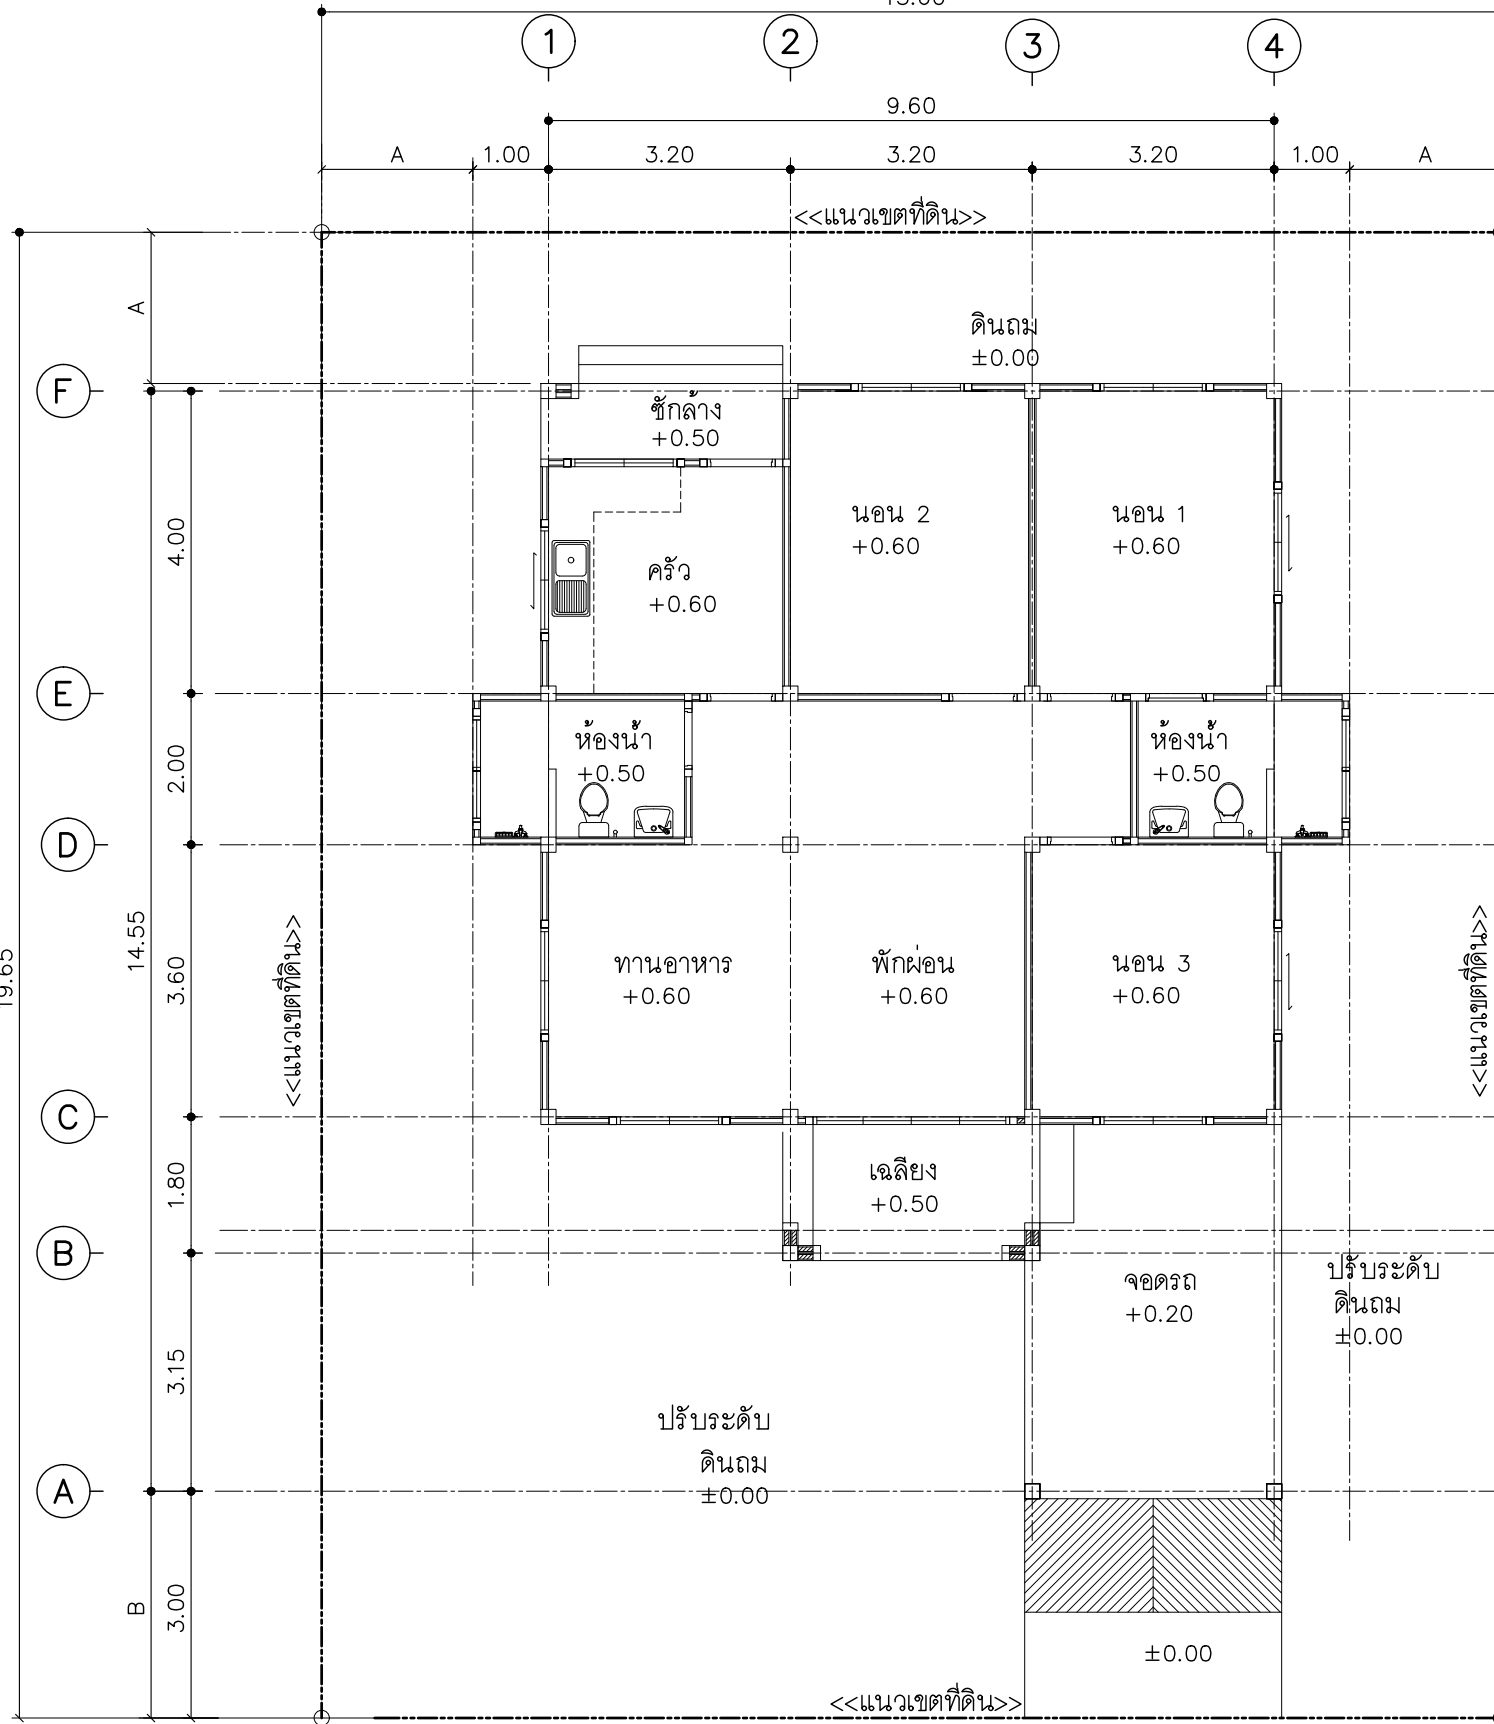 1 2 3 4
9.60
A 1.00 3.20 3.20 3.20 1.00 A
<<แนวเขตที่ดิน>>
A
ดินถม
±0.00
F
ซักล้าง
+0.50
นอน 2
+0.60
นอน 1
+0.60
4.00
ครัว
+0.60
E
ห้องน้ำ
+0.50
ห้องน้ำ
+0.50
2.00
D
19.65
14.55
<<แนวเขตที่ดิน>>
3.60
ทานอาหาร
+0.60
พักผ่อน
+0.60
นอน 3
+0.60
<<แนวเขตที่ดิน>>
C
1.80
เฉลียง
+0.50
B
จอดรถ
+0.20
ปรับระดับ
ดินถม
±0.00
3.15
ปรับระดับ
ดินถม
±0.00
A
B
3.00
±0.00
<<แนวเขตที่ดิน>>